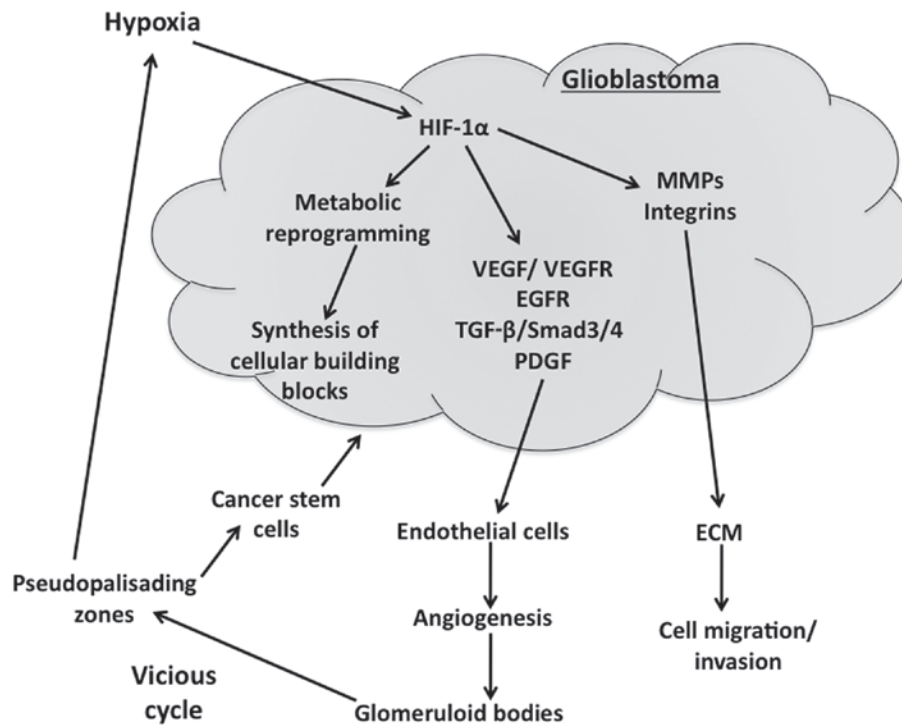 Hypoxia
Glioblastoma
HIF-1α
Metabolic
reprogramming
MMPs
Integrins
VEGF/ VEGFR
EGFR
TGF-β/Smad3/4
PDGF
Synthesis of
cellular building
blocks
Cancer stem
cells
Endothelial cells
ECM
Pseudopalisading
zones
Angiogenesis
Cell migration/
invasion
Vicious
cycle
Glomeruloid bodies